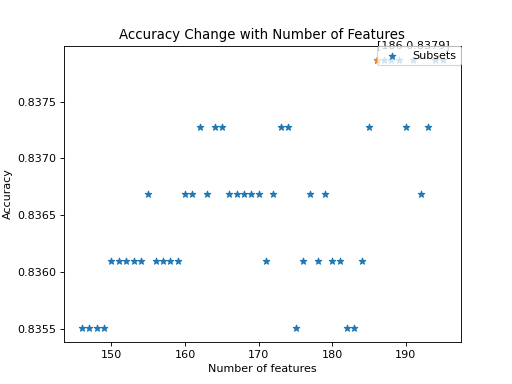 Accuracy Change with Number of Features
[186,0.8379]
Subsets
0.8375
0.8370
0.8365
0.8360
0.8355
Accuracy
150 160 170 180 190
Number of features